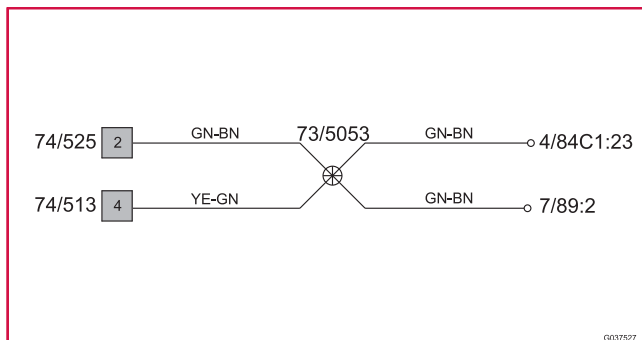 GN-BN 73/5053 GN-BN
74/525 2 4/84C1:23
YE-GN GN-BN
74/513 4 7/89:2
G037527